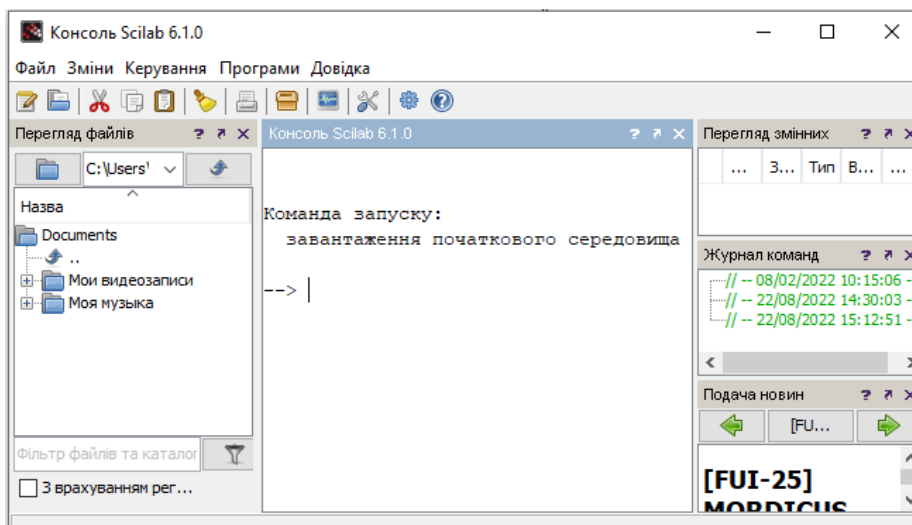 Консоль Scilab 6.1.0
Файл Зміни Керування Програми Довідка
Перегляд файлів
C:\Users\
Назва
Documents
..
Мои видеозаписи
Моя музыка
Фільтр файлів та каталог
З врахуванням рег...
Консоль Scilab 6.1.0
Команда запуску:
завантаження початкового середовища
-->
Перегляд змінних
... З... Тип В... ...
Журнал команд
// -- 08/02/2022 10:15:06 -
// -- 22/08/2022 14:30:03 -
// -- 22/08/2022 15:12:51 -
Подача новин
[FU...
[FUI-25]
MORDICUS